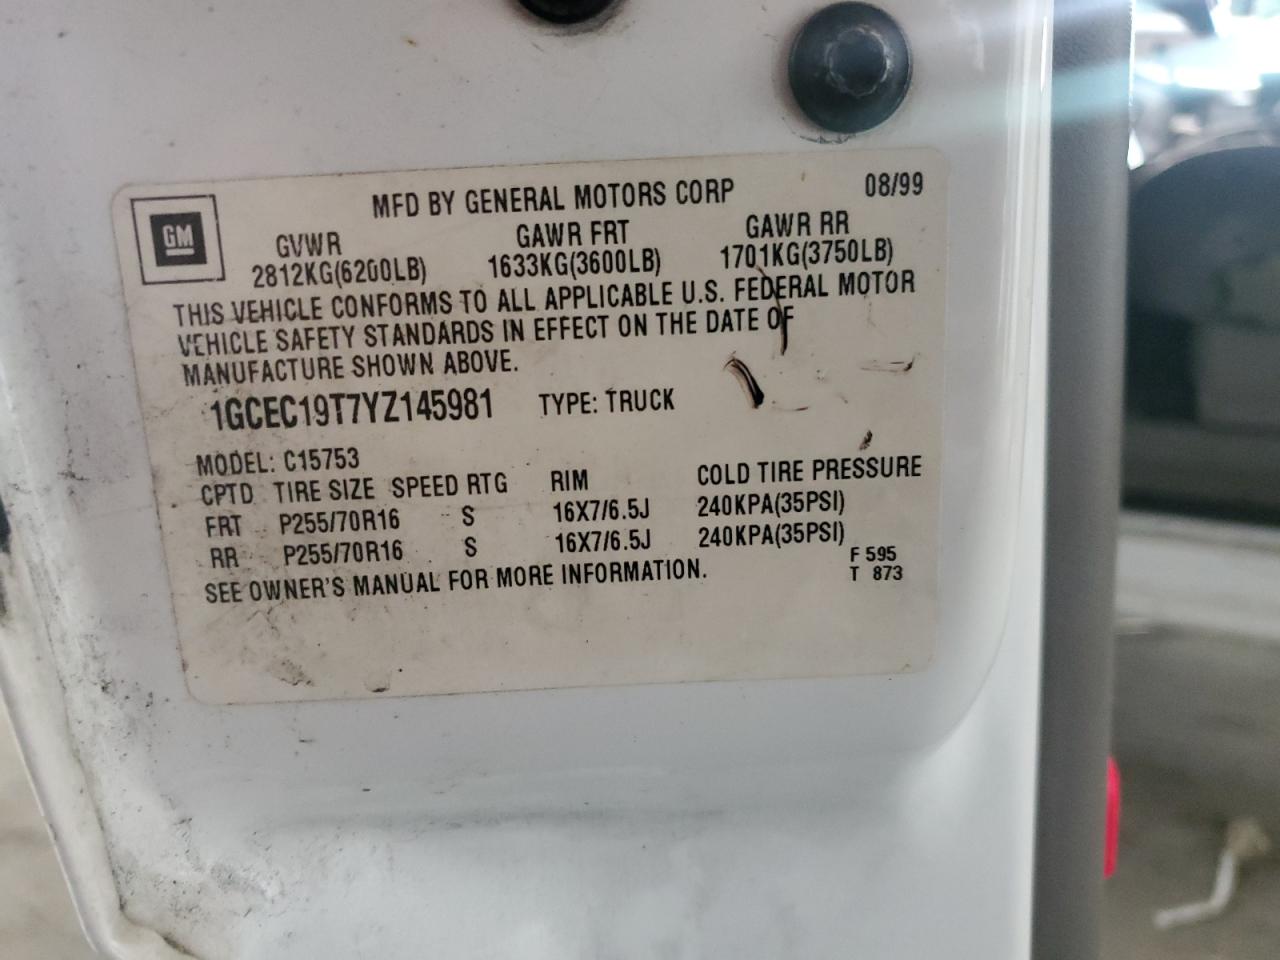 GM
MFD BY GENERAL MOTORS CORP 08/99
GVWR GAWR FRT GAWR RR
2812KG(6200LB) 1633KG(3600LB) 1701KG(3750LB)
THIS VEHICLE CONFORMS TO ALL APPLICABLE U.S. FEDERAL MOTOR
VEHICLE SAFETY STANDARDS IN EFFECT ON THE DATE OF
MANUFACTURE SHOWN ABOVE.
1GCEC19T7YZ145981 TYPE: TRUCK
MODEL: C15753
CPTD TIRE SIZE SPEED RTG RIM COLD TIRE PRESSURE
FRT P255/70R16 S 16X7/6.5J 240KPA(35PSI)
RR P255/70R16 S 16X7/6.5J 240KPA(35PSI)
SEE OWNER'S MANUAL FOR MORE INFORMATION. F 595
T 873